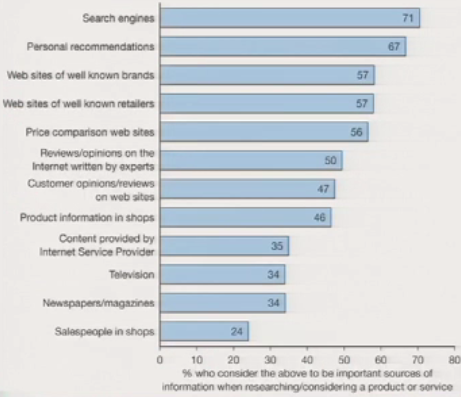 Search engines 71
Personal recommendations 67
Web sites of well known brands 57
Web sites of well known retailers 57
Price comparison web sites 56
Reviews/opinions on the
Internet written by experts 50
Customer opinions/reviews
on web sites 47
Product information in shops 46
Content provided by
Internet Service Provider 35
Television 34
Newspapers/magazines 34
Salespeople in shops 24
0 10 20 30 40 50 60 70 80
% who consider the above to be important sources of
information when researching/considering a product or service